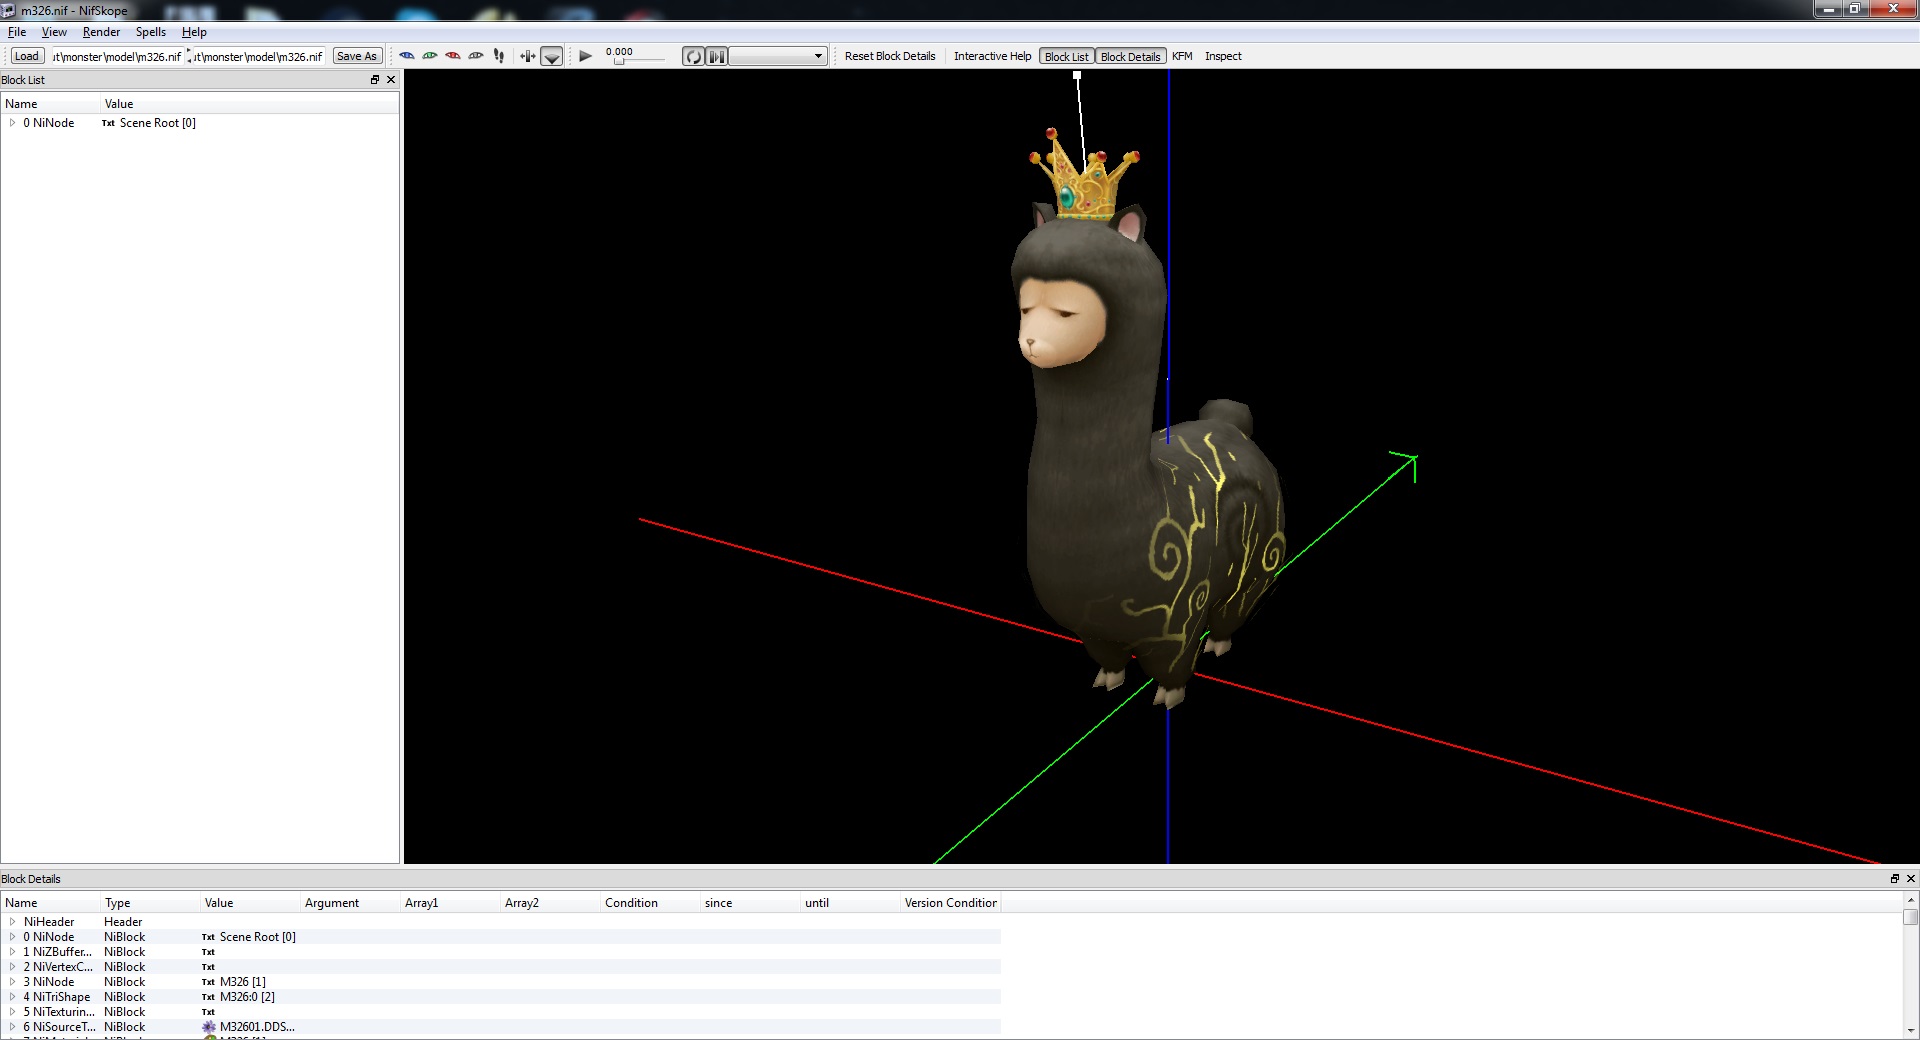 m326.nif - NifSkope
File View Render Spells Help
Load ut\monster\model\m326.nif ut\monster\model\m326.nif Save As 0.000 Reset Block Details Interactive Help Block List Block Details KFM Inspect
Block List
Name Value
0 NiNode Txt Scene Root [0]
Block Details
Name Type Value Argument Array1 Array2 Condition since until Version Condition
NiHeader Header
0 NiNode NiBlock Txt Scene Root [0]
1 NiZBuffer... NiBlock Txt
2 NiVertexC... NiBlock Txt
3 NiNode NiBlock Txt M326 [1]
4 NiTriShape NiBlock Txt M326:0 [2]
5 NiTexturin... NiBlock Txt
6 NiSourceT... NiBlock M32601.DDS...